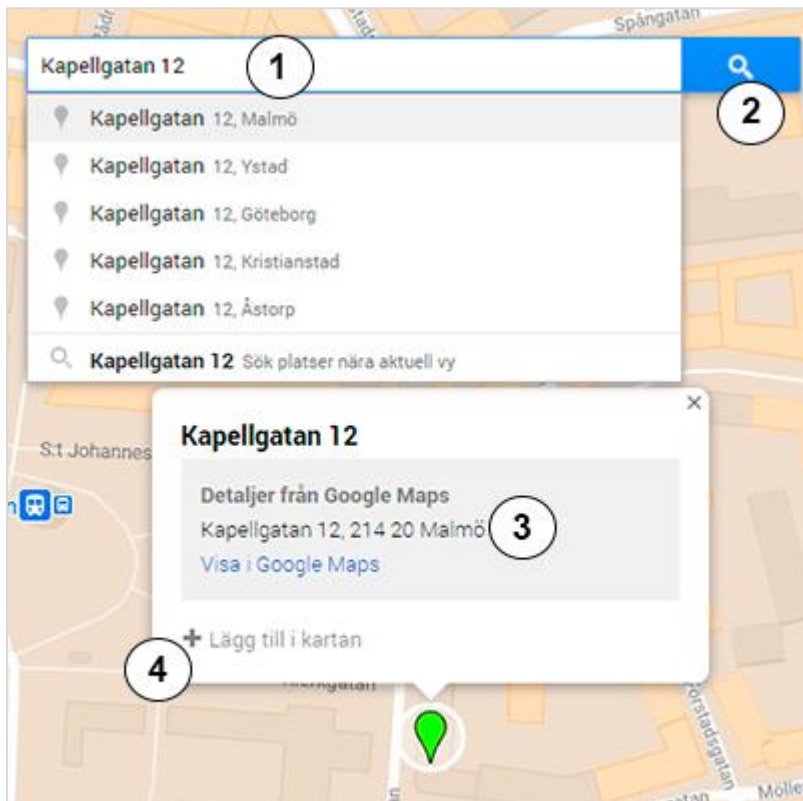 Spångatan
Kapellgatan 12
1
2
Kapellgatan 12, Malmö
Kapellgatan 12, Ystad
Kapellgatan 12, Göteborg
Kapellgatan 12, Kristianstad
Kapellgatan 12, Åstorp
Kapellgatan 12 Sök platser nära aktuell vy
Kapellgatan 12
S:t Johannes
Detaljer från Google Maps
Kapellgatan 12, 214 20 Malmö
3
Visa i Google Maps
Lägg till i kartan
4